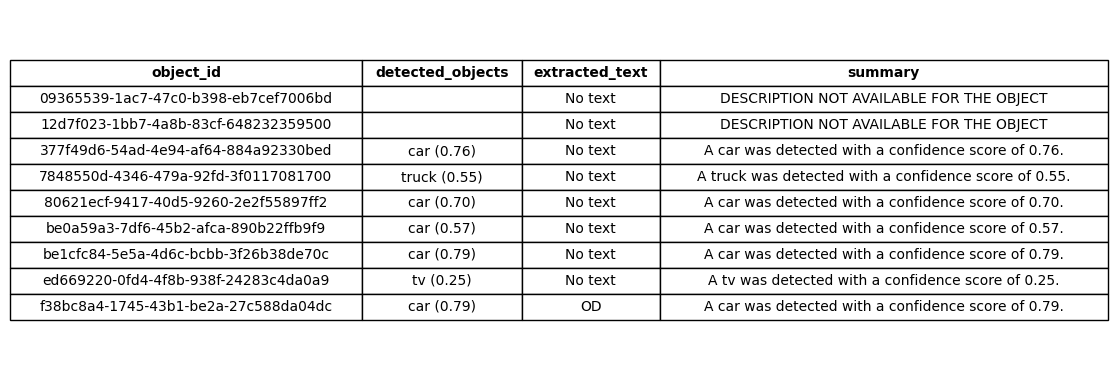 object_id detected_objects extracted_text summary
09365539-1ac7-47c0-b398-eb7cef7006bd No text DESCRIPTION NOT AVAILABLE FOR THE OBJECT
12d7f023-1bb7-4a8b-83cf-648232359500 No text DESCRIPTION NOT AVAILABLE FOR THE OBJECT
377f49d6-54ad-4e94-af64-884a92330bed car (0.76) No text A car was detected with a confidence score of 0.76.
7848550d-4346-479a-92fd-3f0117081700 truck (0.55) No text A truck was detected with a confidence score of 0.55.
80621ecf-9417-40d5-9260-2e2f55897ff2 car (0.70) No text A car was detected with a confidence score of 0.70.
be0a59a3-7df6-45b2-afca-890b22ffb9f9 car (0.57) No text A car was detected with a confidence score of 0.57.
be1cfc84-5e5a-4d6c-bcbb-3f26b38de70c car (0.79) No text A car was detected with a confidence score of 0.79.
ed669220-0fd4-4f8b-938f-24283c4da0a9 tv (0.25) No text A tv was detected with a confidence score of 0.25.
f38bc8a4-1745-43b1-be2a-27c588da04dc car (0.79) OD A car was detected with a confidence score of 0.79.